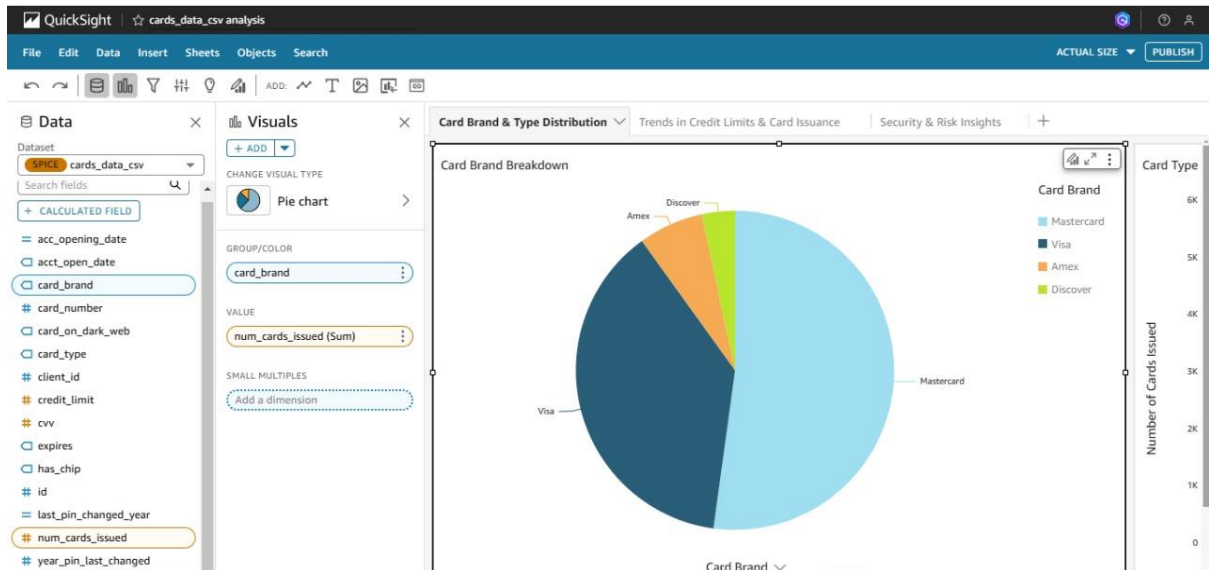 QuickSight
cards_data_csv analysis
File Edit Data Insert Sheets Objects Search
ACTUAL SIZE
PUBLISH
ADD:
Data
Dataset
SPICE cards_data_csv
Search fields
+ CALCULATED FIELD
acc_opening_date
acct_open_date
card_brand
# card_number
card_on_dark_web
card_type
# client_id
# credit_limit
# cvv
expires
has_chip
# id
last_pin_changed_year
# num_cards_issued
# year_pin_last_changed
Visuals
+ ADD
CHANGE VISUAL TYPE
Pie chart
GROUP/COLOR
card_brand
VALUE
num_cards_issued (Sum)
SMALL MULTIPLES
Add a dimension
Card Brand & Type Distribution
Trends in Credit Limits & Card Issuance
Security & Risk Insights
+
Card Brand Breakdown
Discover
Amex
Visa
Mastercard
Card Brand
Mastercard
Visa
Amex
Discover
Card Brand
Card Type
Number of Cards Issued
6K
5K
4K
3K
2K
1K
0